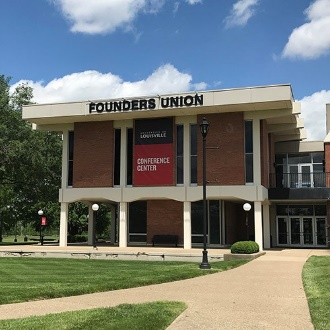 FOUNDERS UNION
UNIVERSITY OF
LOUISVILLE
CONFERENCE
CENTER